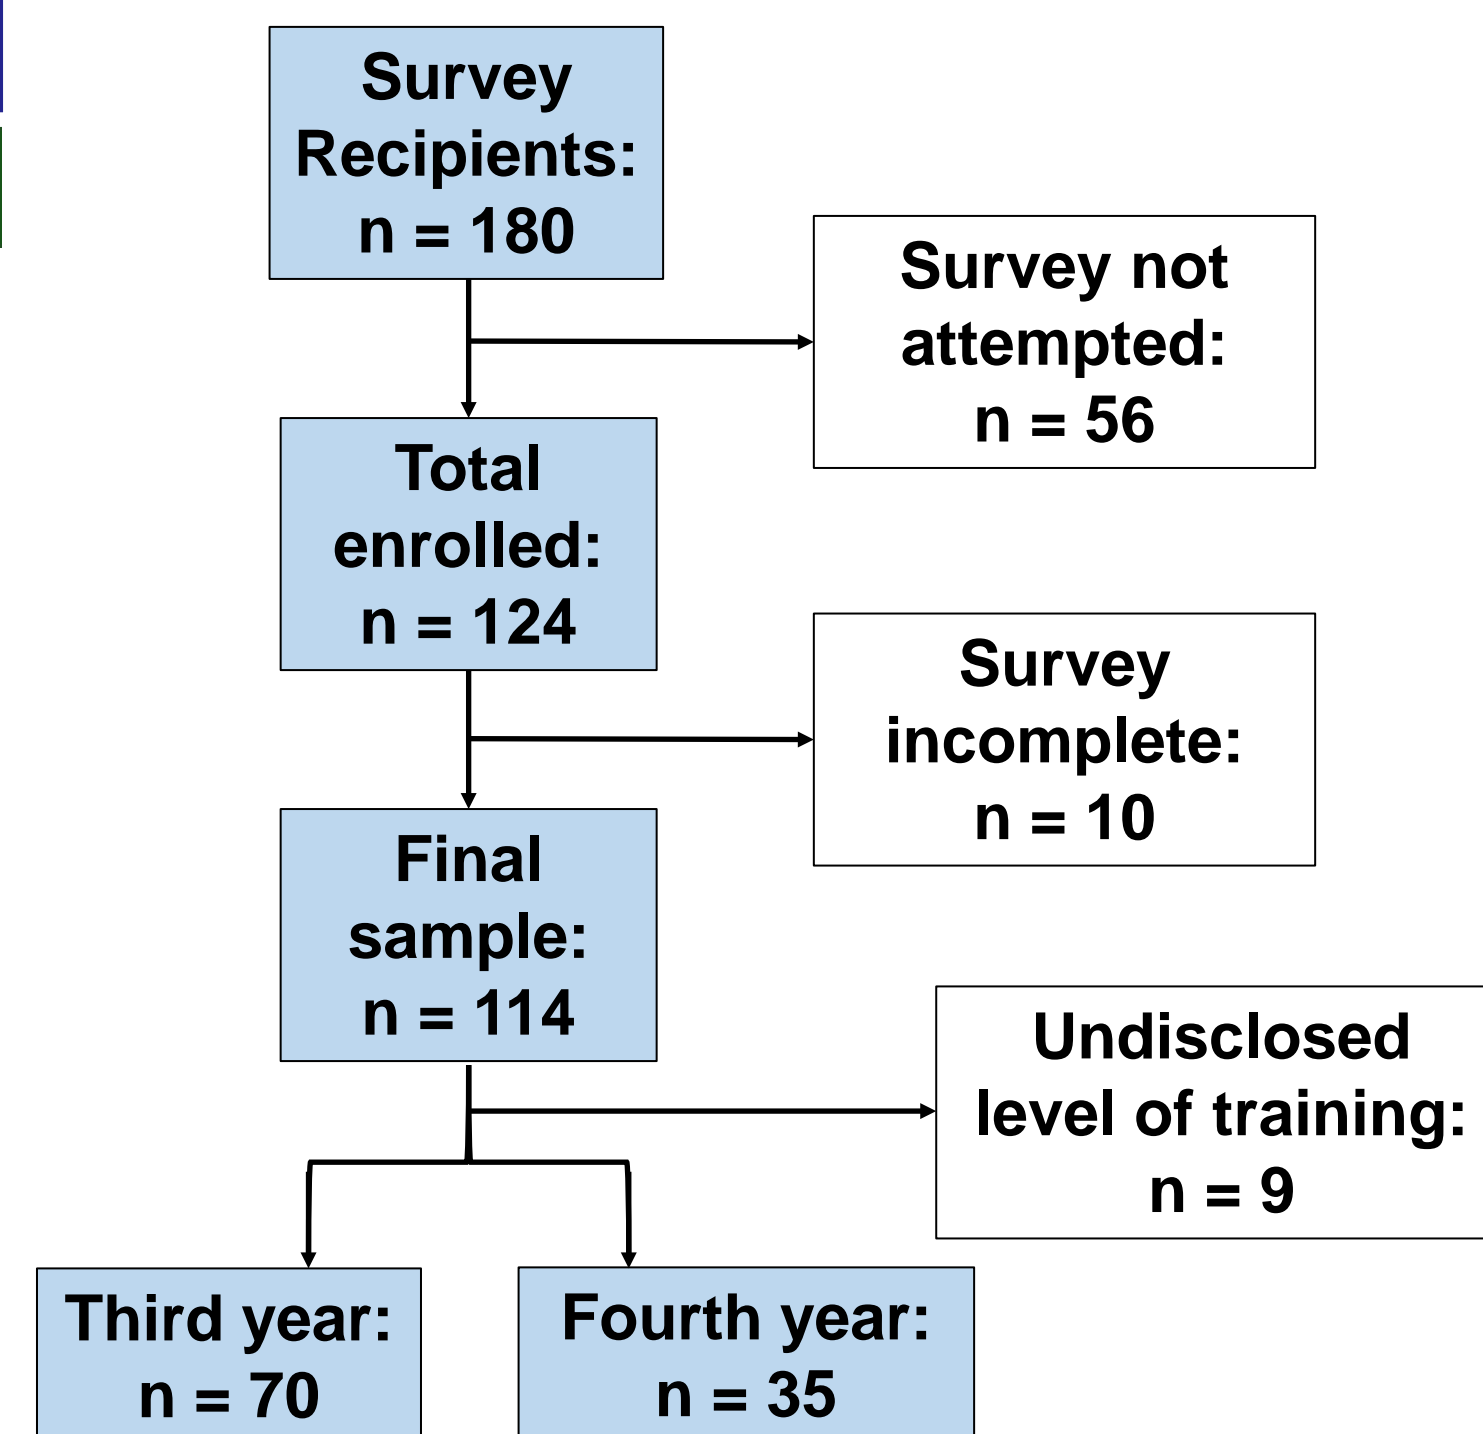 Survey
Recipients:
n = 180
Survey not
attempted:
n = 56
Total
enrolled:
n = 124
Survey
incomplete:
n = 10
Final
sample:
n = 114
Undisclosed
level of training:
n = 9
Third year:
n = 70
Fourth year:
n = 35